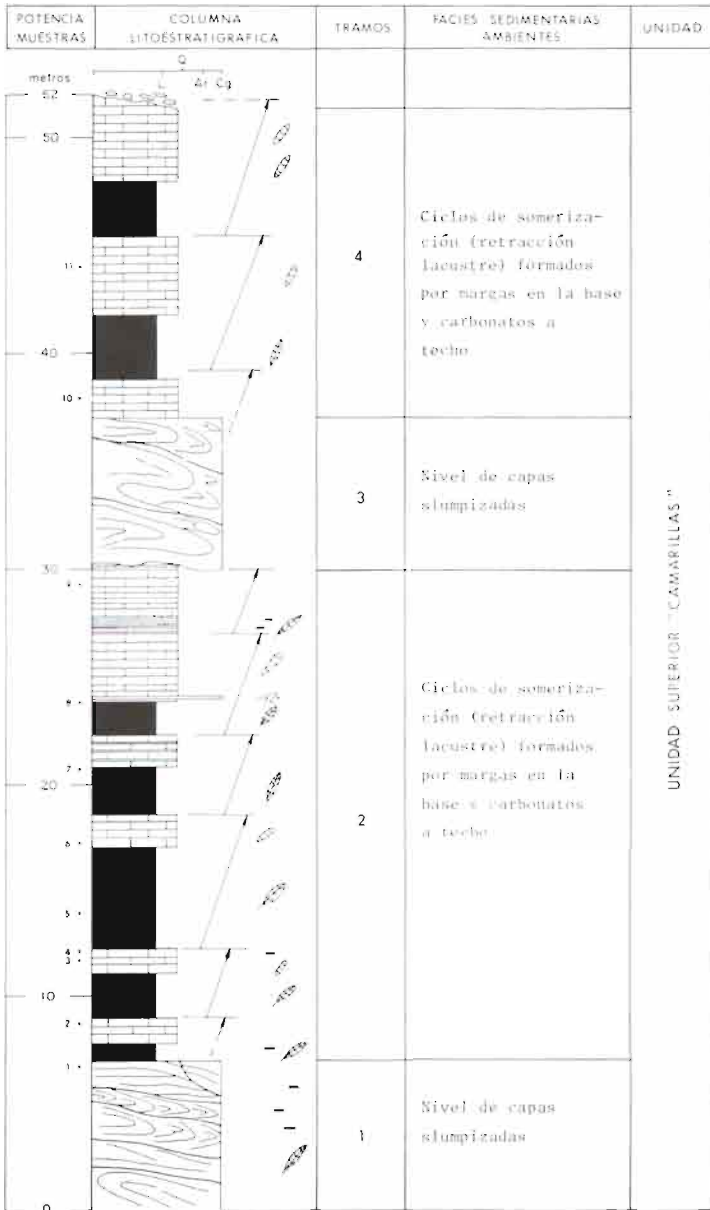 POTENCIA
MUESTRAS
COLUMNA
LITOESTRATIGRAFICA
TRAMOS
FACIES SEDIMENTARIAS
AMBIENTES
UNIDAD
metros
Q
L Ar Cg
52
50
11
4
Ciclos de someriza-
ción (retracción
lacustre) formados
por margas en la base
y carbonatos a
techo
40
10
3
Nivel de capas
slumpizadas
30
9
8
7
20
6
5
4
3
2
Ciclos de someriza-
ción (retracción
lacustre) formados
por margas en la
base y carbonatos
a techo
10
2
1
1
Nivel de capas
slumpizadas
0
UNIDAD SUPERIOR "CAMARILLAS"